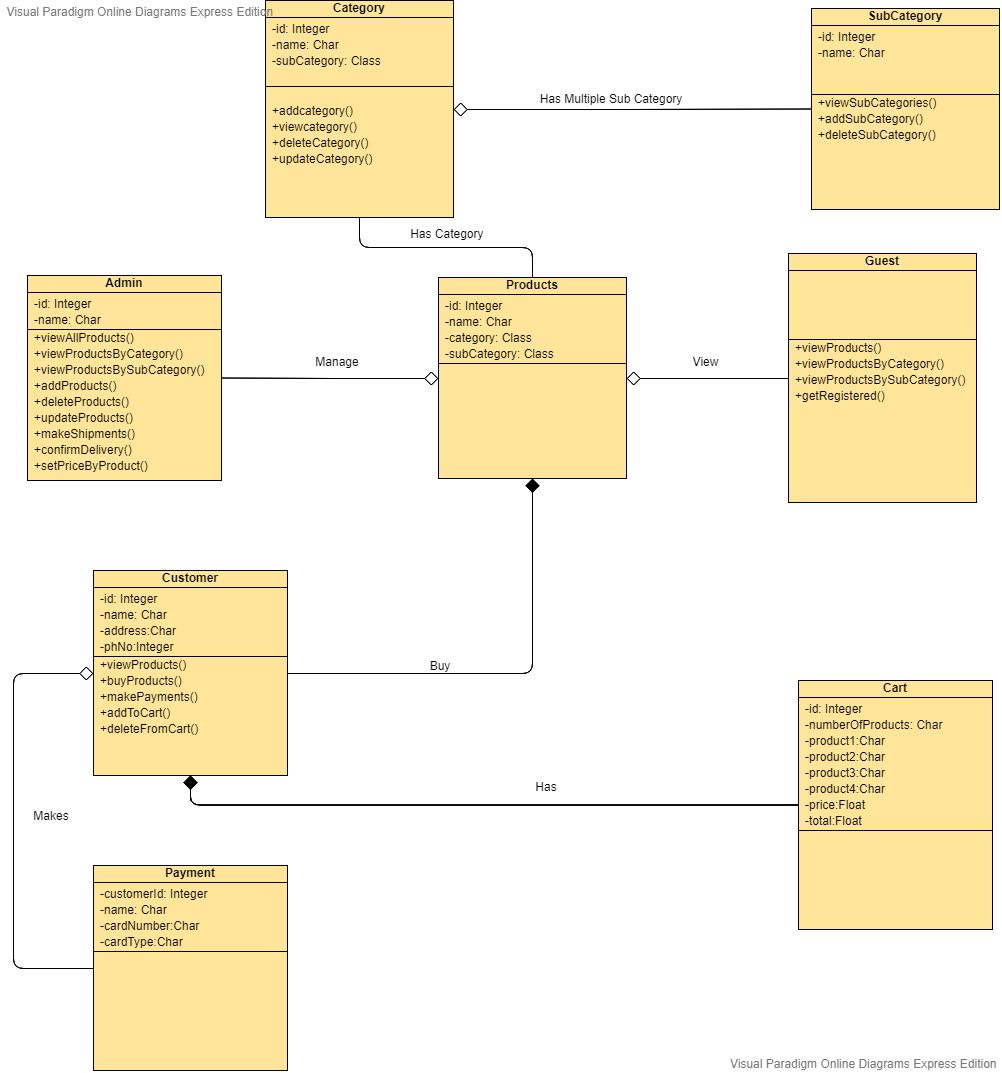 Visual Paradigm Online Diagrams Express Edition
Category
-id: Integer
-name: Char
-subCategory: Class
+addcategory()
+viewcategory()
+deleteCategory()
+updateCategory()
Has Multiple Sub Category
SubCategory
-id: Integer
-name: Char
+viewSubCategories()
+addSubCategory()
+deleteSubCategory()
Has Category
Admin
-id: Integer
-name: Char
+viewAllProducts()
+viewProductsByCategory()
+viewProductsBySubCategory()
+addProducts()
+deleteProducts()
+updateProducts()
+makeShipments()
+confirmDelivery()
+setPriceByProduct()
Manage
Products
-id: Integer
-name: Char
-category: Class
-subCategory: Class
View
Guest
+viewProducts()
+viewProductsByCategory()
+viewProductsBySubCategory()
+getRegistered()
Customer
-id: Integer
-name: Char
-address:Char
-phNo:Integer
+viewProducts()
+buyProducts()
+makePayments()
+addToCart()
+deleteFromCart()
Buy
Cart
-id: Integer
-numberOfProducts: Char
-product1:Char
-product2:Char
-product3:Char
-product4:Char
-price:Float
-total:Float
Has
Makes
Payment
-customerId: Integer
-name: Char
-cardNumber:Char
-cardType:Char
Visual Paradigm Online Diagrams Express Edition